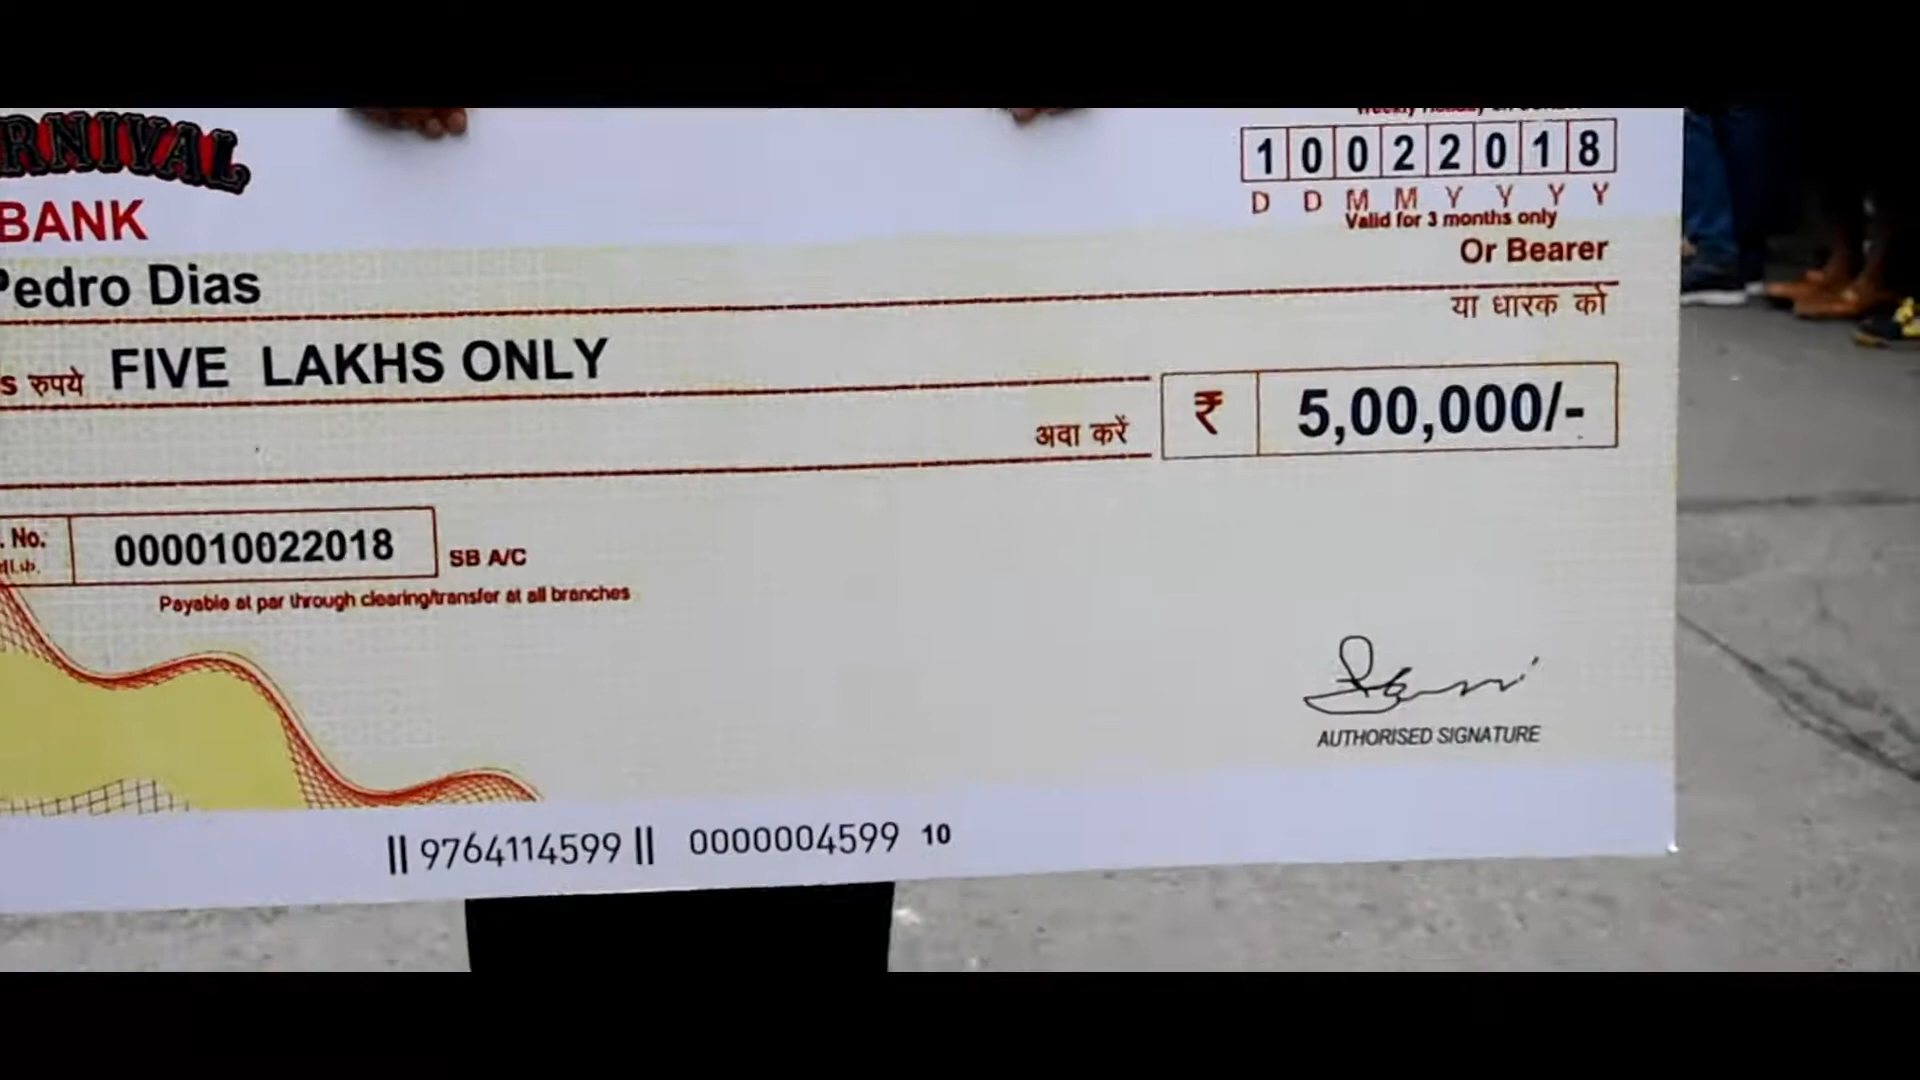 RNIVAL
BANK
10022018
D D M M Y Y Y Y
Valid for 3 months only
Pedro Dias
Or Bearer
या धारक को
s रुपये FIVE LAKHS ONLY
अदा करें ₹ 5,00,000/-
. No. 000010022018 SB A/C
Payable at par through clearing/transfer at all branches
AUTHORISED SIGNATURE
||9764114599|| 0000004599 10